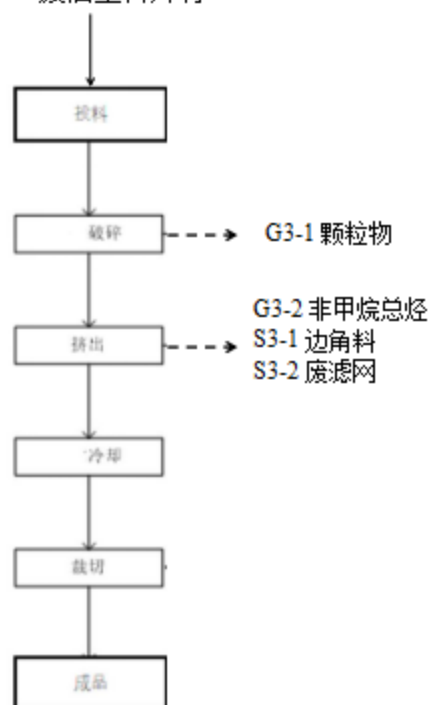 投料
破碎
G3-1 颗粒物
G3-2 非甲烷总烃
挤出
S3-1 边角料
S3-2 废滤网
冷却
裁切
成品